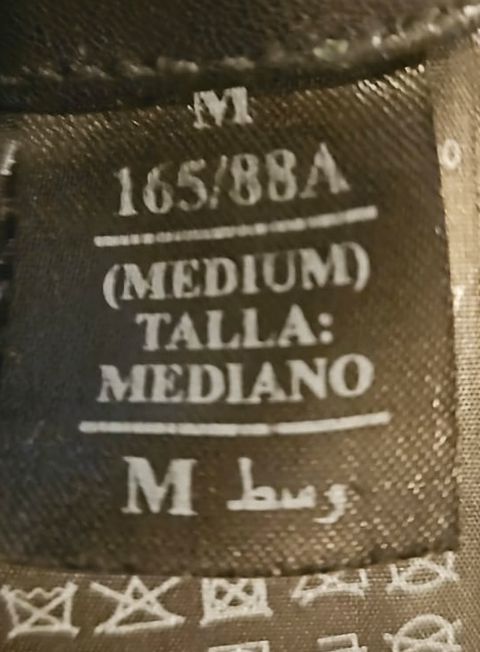 M
165/88A
(MEDIUM)
TALLA:
MEDIANO
M وسط